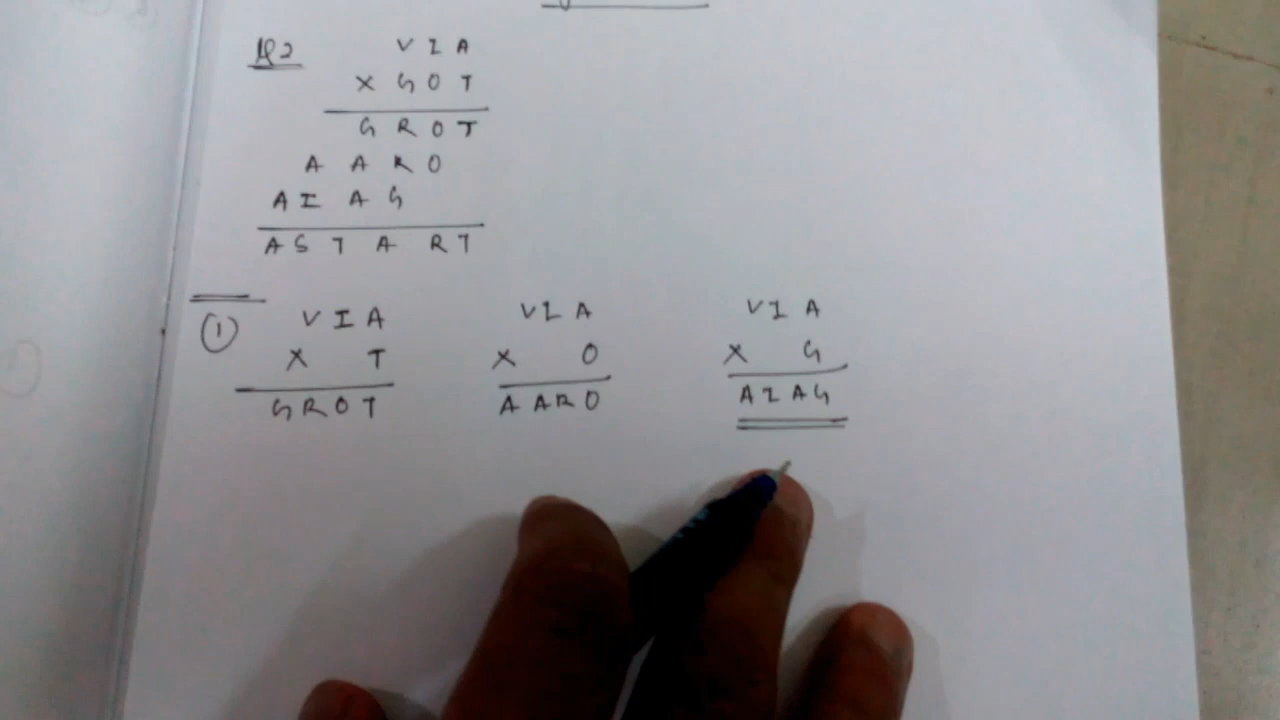 Q2 V I A
X G O T
G R O T
A A R O
A I A G
A S T A R T
1 V I A V I A V I A
X T X O X G
G R O T A A R O A I A G